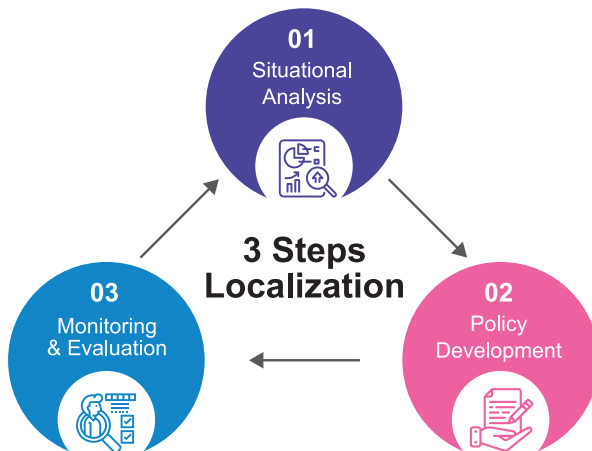 01
Situational
Analysis
3 Steps
Localization
03
Monitoring
& Evaluation
02
Policy
Development